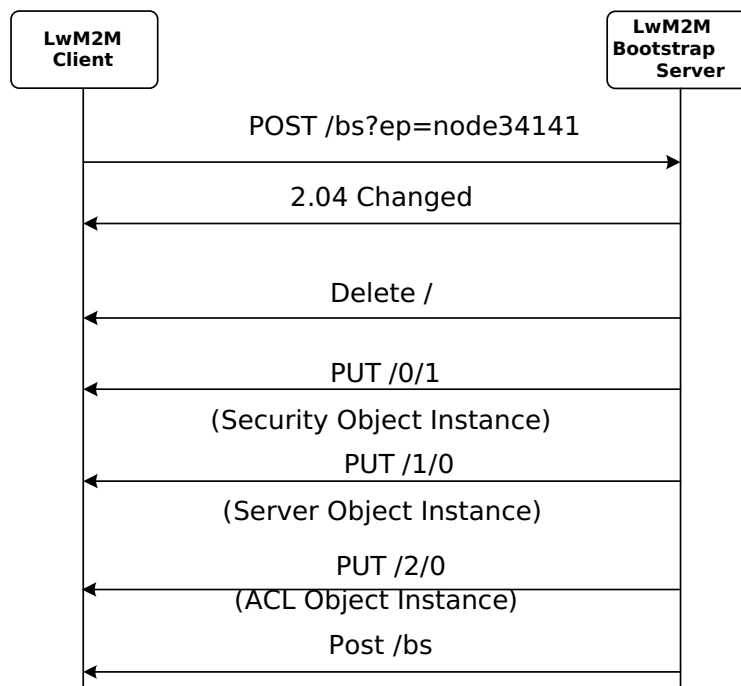 LwM2M
Client
LwM2M
Bootstrap
Server
POST /bs?ep=node34141
2.04 Changed
Delete /
PUT /0/1
(Security Object Instance)
PUT /1/0
(Server Object Instance)
PUT /2/0
(ACL Object Instance)
Post /bs